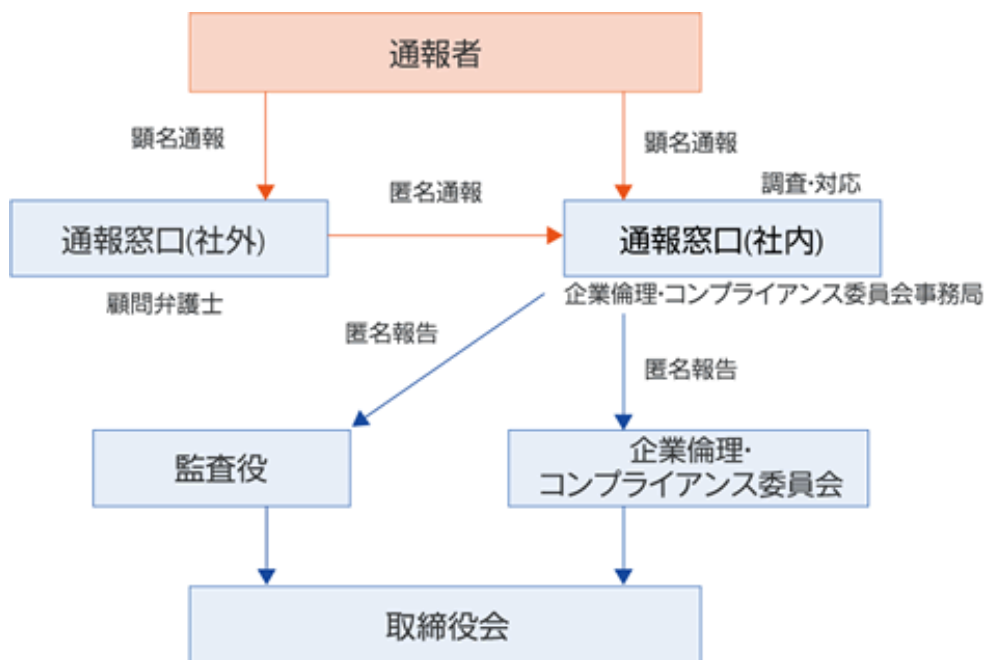 通報者
顕名通報
顕名通報
匿名通報
調査・対応
通報窓口(社外)
通報窓口(社内)
顧問弁護士
企業倫理・コンプライアンス委員会事務局
匿名報告
匿名報告
監査役
企業倫理・
コンプライアンス委員会
取締役会